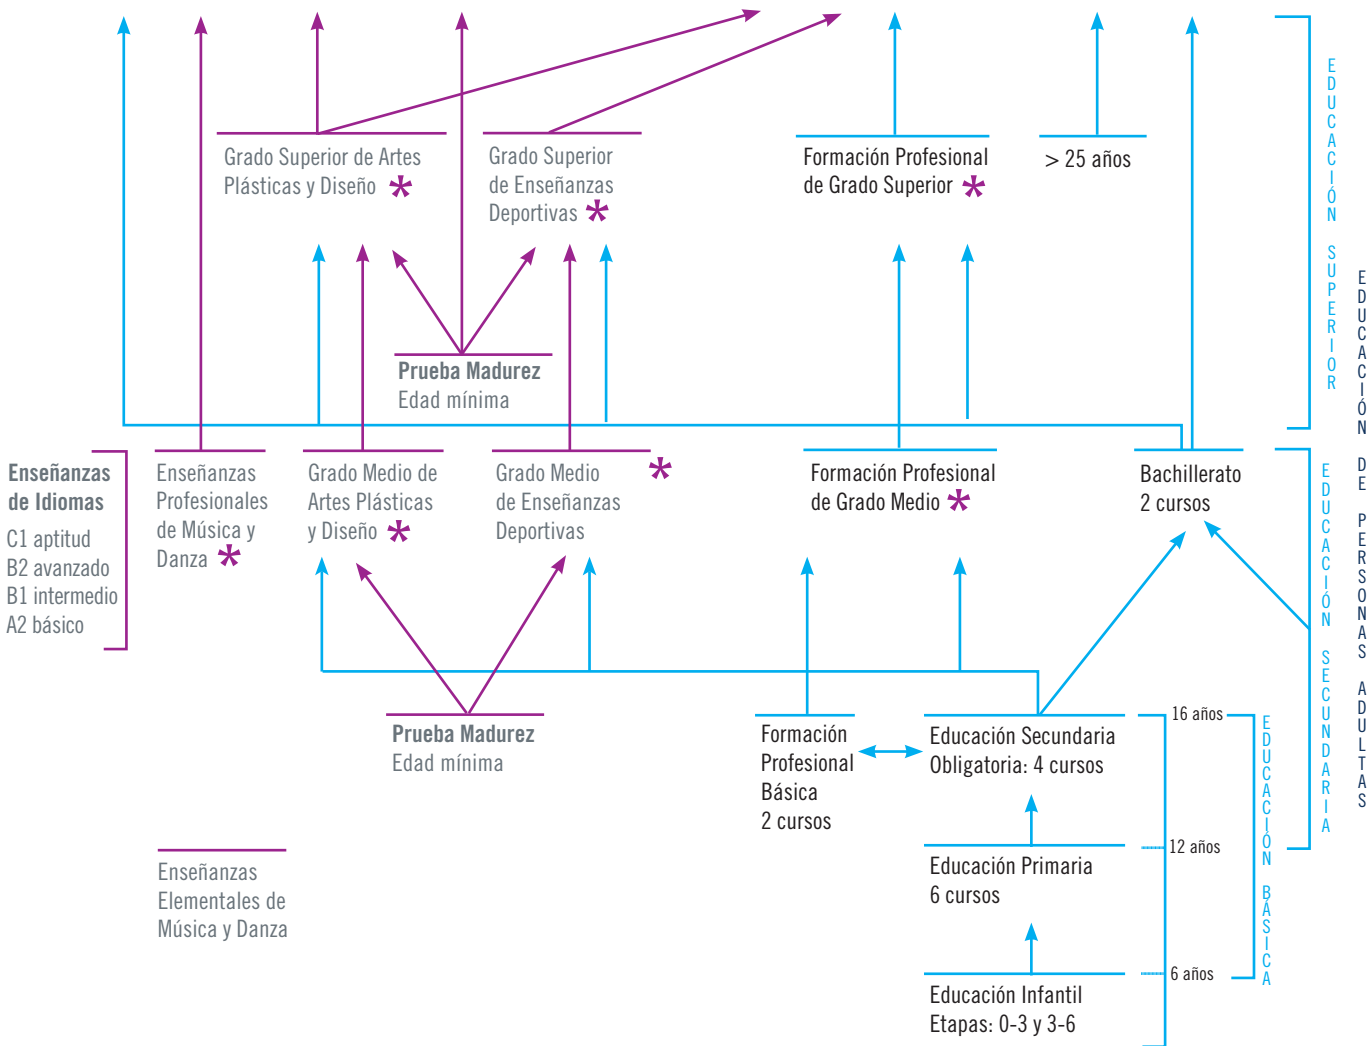 Grado Superior de Artes
Plásticas y Diseño *
Grado Superior
de Enseñanzas
Deportivas *
Formación Profesional
de Grado Superior *
> 25 años
EDUCACIÓN SUPERIOR
EDUCACIÓN DE PERSONAS ADULTAS
Prueba Madurez
Edad mínima
Enseñanzas
de Idiomas
C1 aptitud
B2 avanzado
B1 intermedio
A2 básico
Enseñanzas
Profesionales
de Música y
Danza *
Grado Medio de
Artes Plásticas
y Diseño *
Grado Medio *
de Enseñanzas
Deportivas
Formación Profesional
de Grado Medio *
Bachillerato
2 cursos
EDUCACIÓN SECUNDARIA
Prueba Madurez
Edad mínima
Formación
Profesional
Básica
2 cursos
Educación Secundaria
Obligatoria: 4 cursos
16 años
EDUCACIÓN BÁSICA
Enseñanzas
Elementales de
Música y Danza
Educación Primaria
6 cursos
12 años
Educación Infantil
Etapas: 0-3 y 3-6
6 años